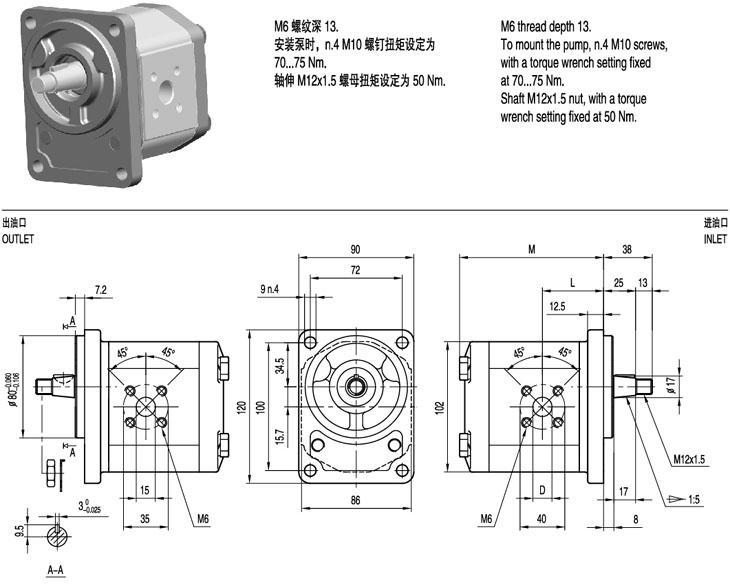 M6 螺纹深 13.
安装泵时，n.4 M10 螺钉扭矩设定为
70...75 Nm.
轴伸 M12x1.5 螺母扭矩设定为 50 Nm.
M6 thread depth 13.
To mount the pump, n.4 M10 screws,
with a torque wrench setting fixed
at 70...75 Nm.
Shaft M12x1.5 nut, with a torque
wrench setting fixed at 50 Nm.
出油口
OUTLET
进油口
INLET
7.2
A
45°
45°
ø 80 -0.060 -0.106
A
15
35
M6
3 0 -0.025
9.5
A–A
90
72
9 n.4
120
100
34.5
15.7
86
M
38
L
25
13
12.5
45°
45°
102
ø 17
M12x1.5
D
17
1:5
M6
40
8